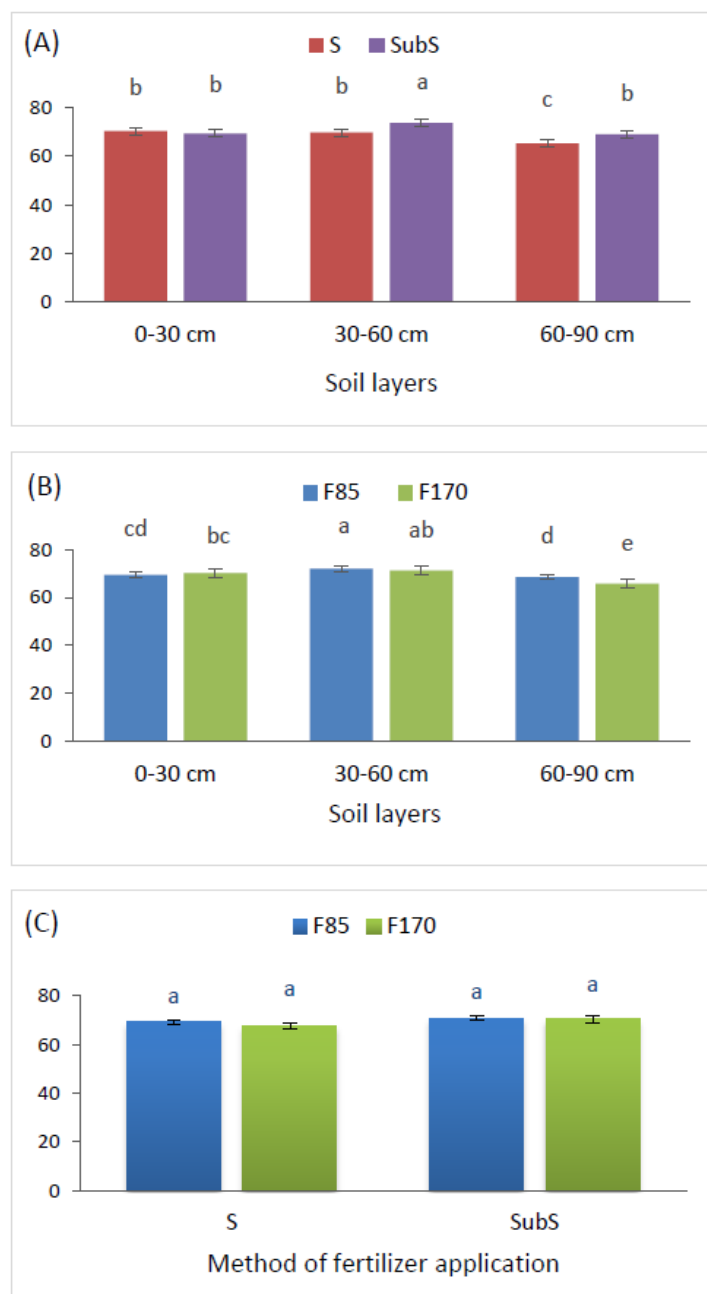 (A)
S SubS
b b b a c b
80
60
40
20
0
0-30 cm 30-60 cm 60-90 cm
Soil layers
(B)
F85 F170
cd bc a ab d e
80
60
40
20
0
0-30 cm 30-60 cm 60-90 cm
Soil layers
(C)
F85 F170
a a a a
80
60
40
20
0
S SubS
Method of fertilizer application